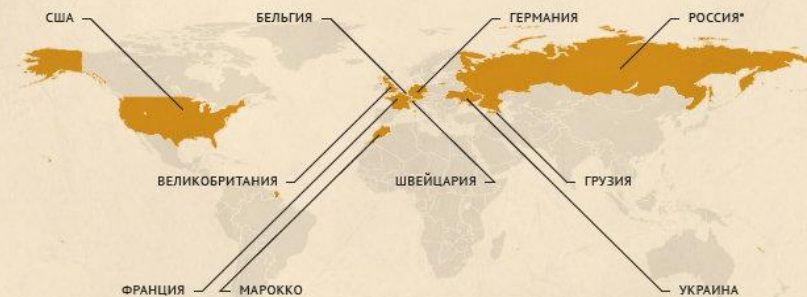 США
БЕЛЬГИЯ
ГЕРМАНИЯ
РОССИЯ*
ВЕЛИКОБРИТАНИЯ
ШВЕЙЦАРИЯ
ГРУЗИЯ
ФРАНЦИЯ
МАРОККО
УКРАИНА